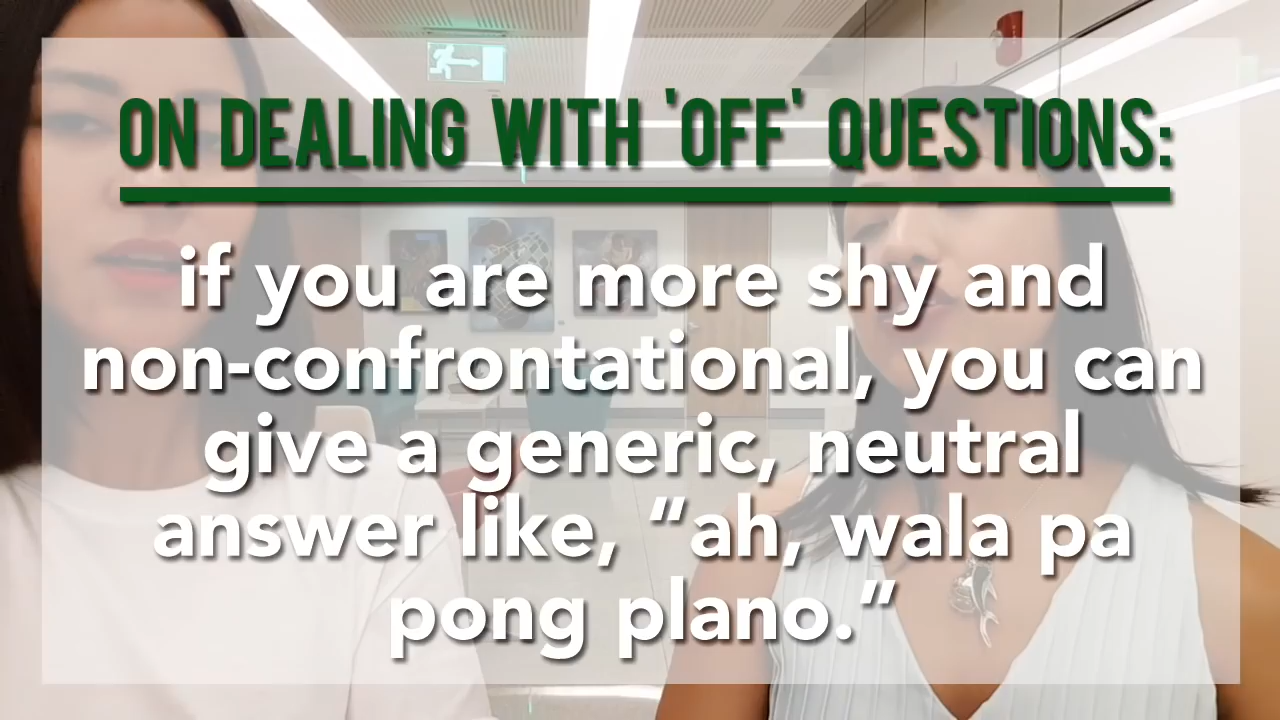 ON DEALING WITH 'OFF' QUESTIONS:
if you are more shy and
non-confrontational, you can
give a generic, neutral
answer like, “ah, wala pa
pong plano.”